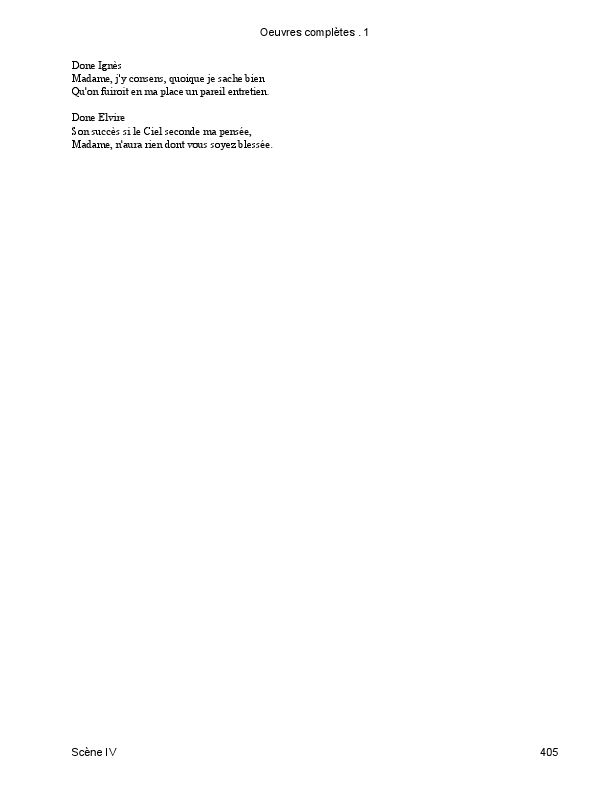 Oeuvres complètes . 1
Done Ignès
Madame, j'y consens, quoique je sache bien
Qu'on fuiroit en ma place un pareil entretien.
Done Elvire
Son succès si le Ciel seconde ma pensée,
Madame, n'aura rien dont vous soyez blessée.
Scène IV
405